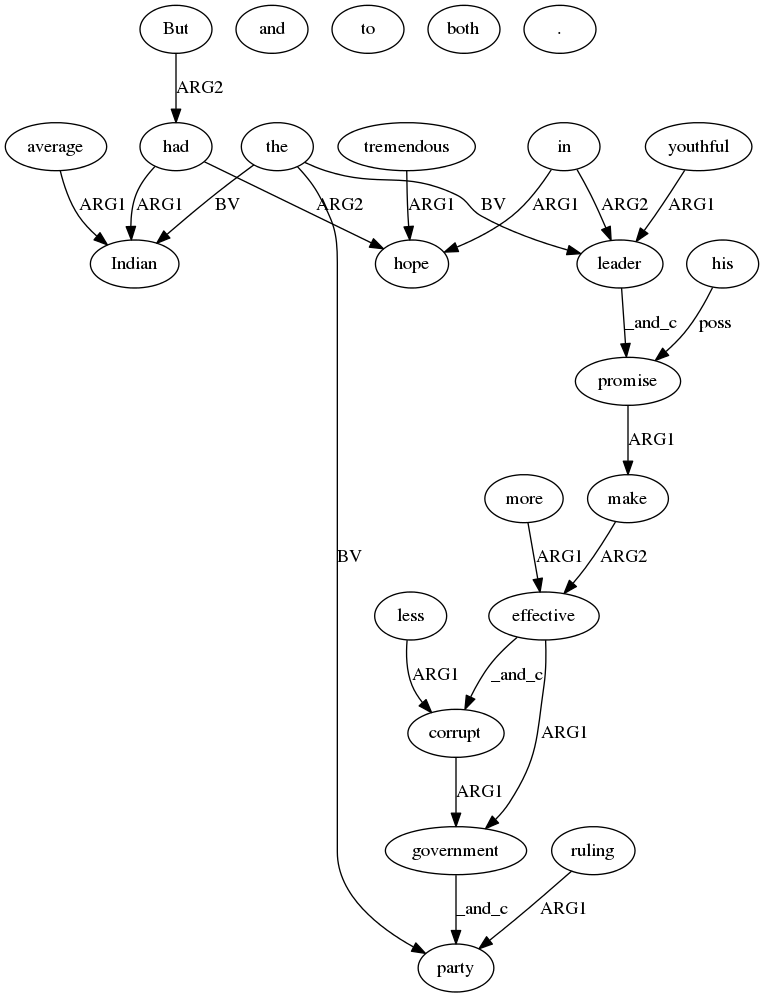 But and to both .
ARG2
average had the tremendous in youthful
ARG1 ARG1 BV ARG2 ARG1 BV ARG1 ARG2 ARG1
Indian hope leader his
_and_c poss
promise
ARG1
more make
BV ARG1 ARG2
less effective
ARG1 _and_c
corrupt ARG1
ARG1
government ruling
_and_c ARG1
party